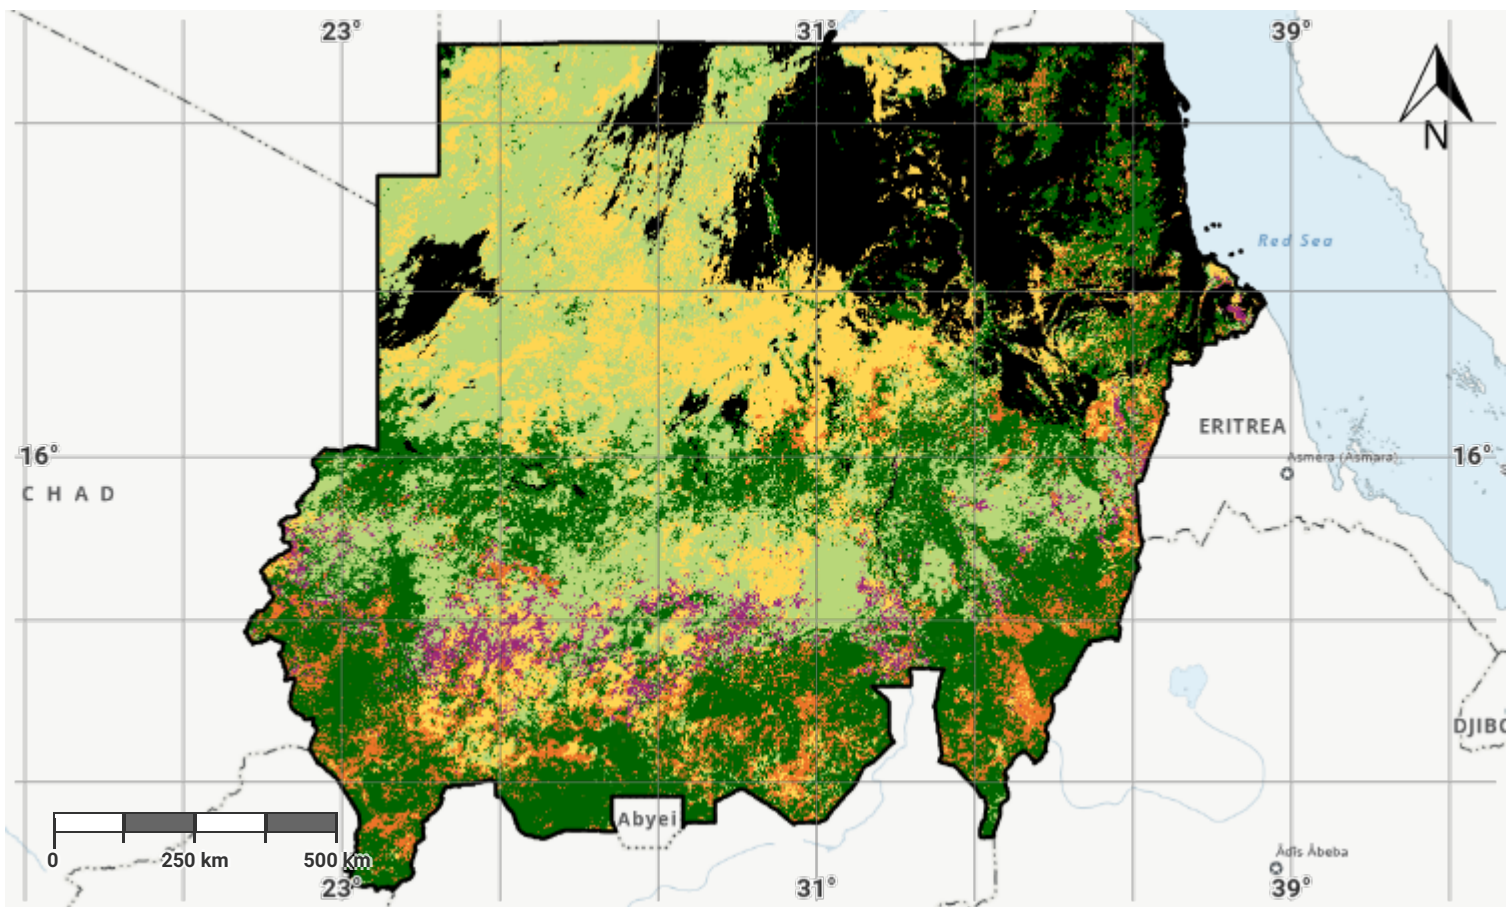 23° 31° 39°
N
Red Sea
ERITREA
16° 16°
Asmera (Asmara)
CHAD
DJIBO
Abyei
0 250 km 500 km
Ādīs Ābeba
23° 31° 39°